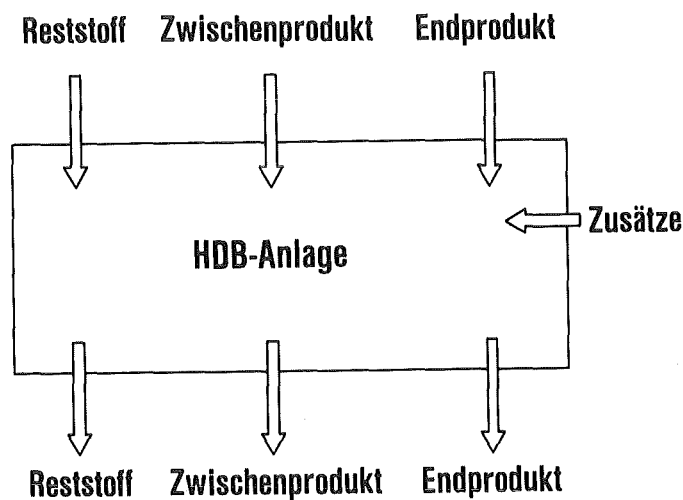 Reststoff Zwischenprodukt Endprodukt
Zusätze
HDB-Anlage
Reststoff Zwischenprodukt Endprodukt